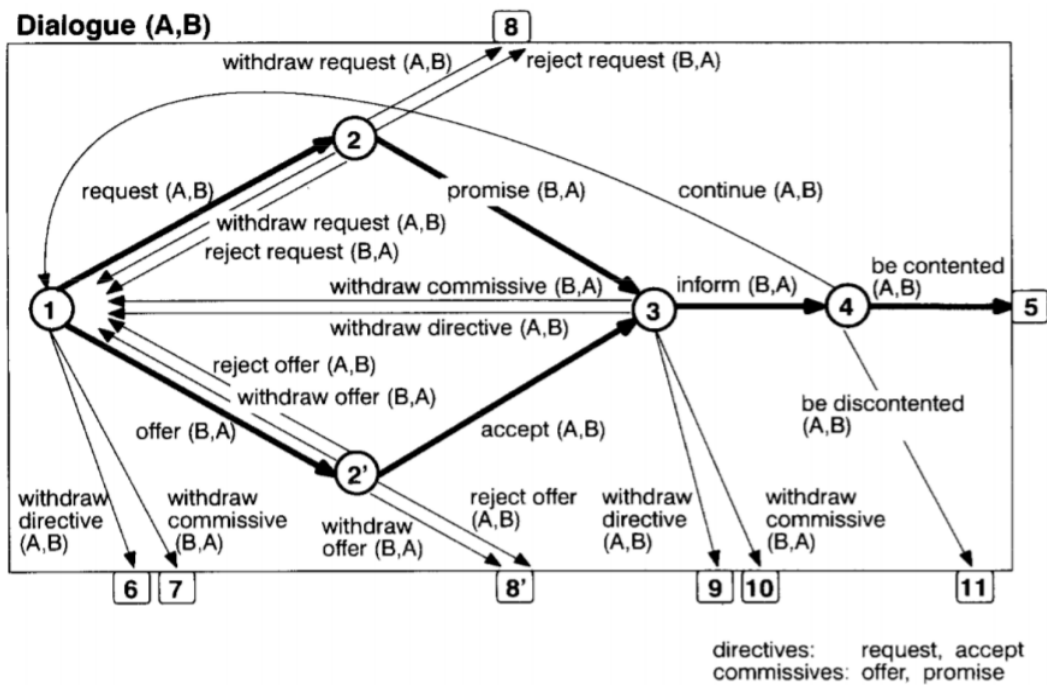 Dialogue (A,B)
8
withdraw request (A,B)
reject request (B,A)
2
request (A,B)
promise (B,A)
continue (A,B)
withdraw request (A,B)
reject request (B,A)
be contented
(A,B)
withdraw commissive (B,A)
inform (B,A)
1
3
4
5
withdraw directive (A,B)
reject offer (A,B)
withdraw offer (B,A)
be discontented
(A,B)
offer (B,A)
accept (A,B)
2'
withdraw
directive
(A,B)
withdraw
commissive
(B,A)
withdraw
offer (B,A)
reject offer
(A,B)
withdraw
directive
(A,B)
withdraw
commissive
(B,A)
6
7
8'
9
10
11
directives: request, accept
commissives: offer, promise